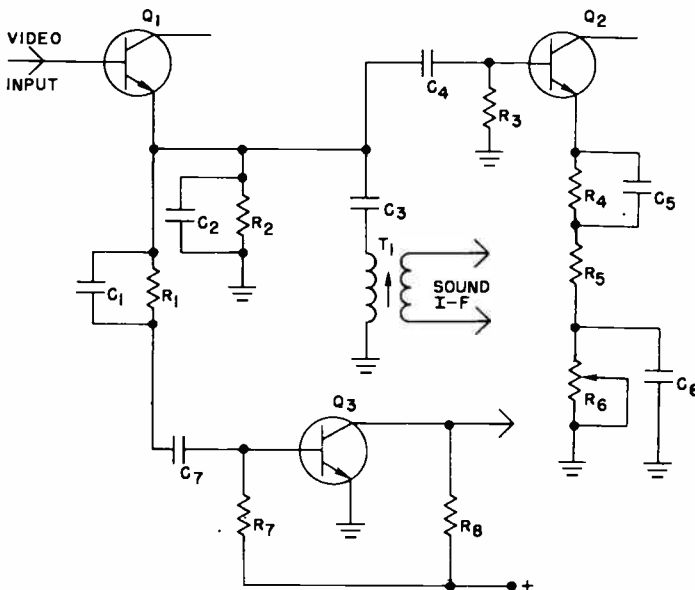 VIDEO
INPUT
Q1
Q2
C4
R3
C2
R2
C3
R4
C5
T1
SOUND
I-F
C1
R1
R5
R6
C6
Q3
C7
R7
R8
+